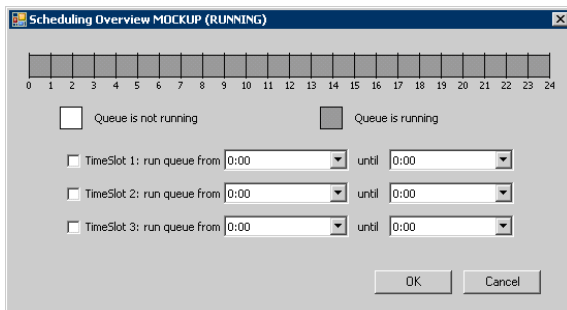 Scheduling Overview MOCKUP (RUNNING)
0 1 2 3 4 5 6 7 8 9 10 11 12 13 14 15 16 17 18 19 20 21 22 23 24
Queue is not running Queue is running
TimeSlot 1: run queue from 0:00 until 0:00
TimeSlot 2: run queue from 0:00 until 0:00
TimeSlot 3: run queue from 0:00 until 0:00
OK Cancel